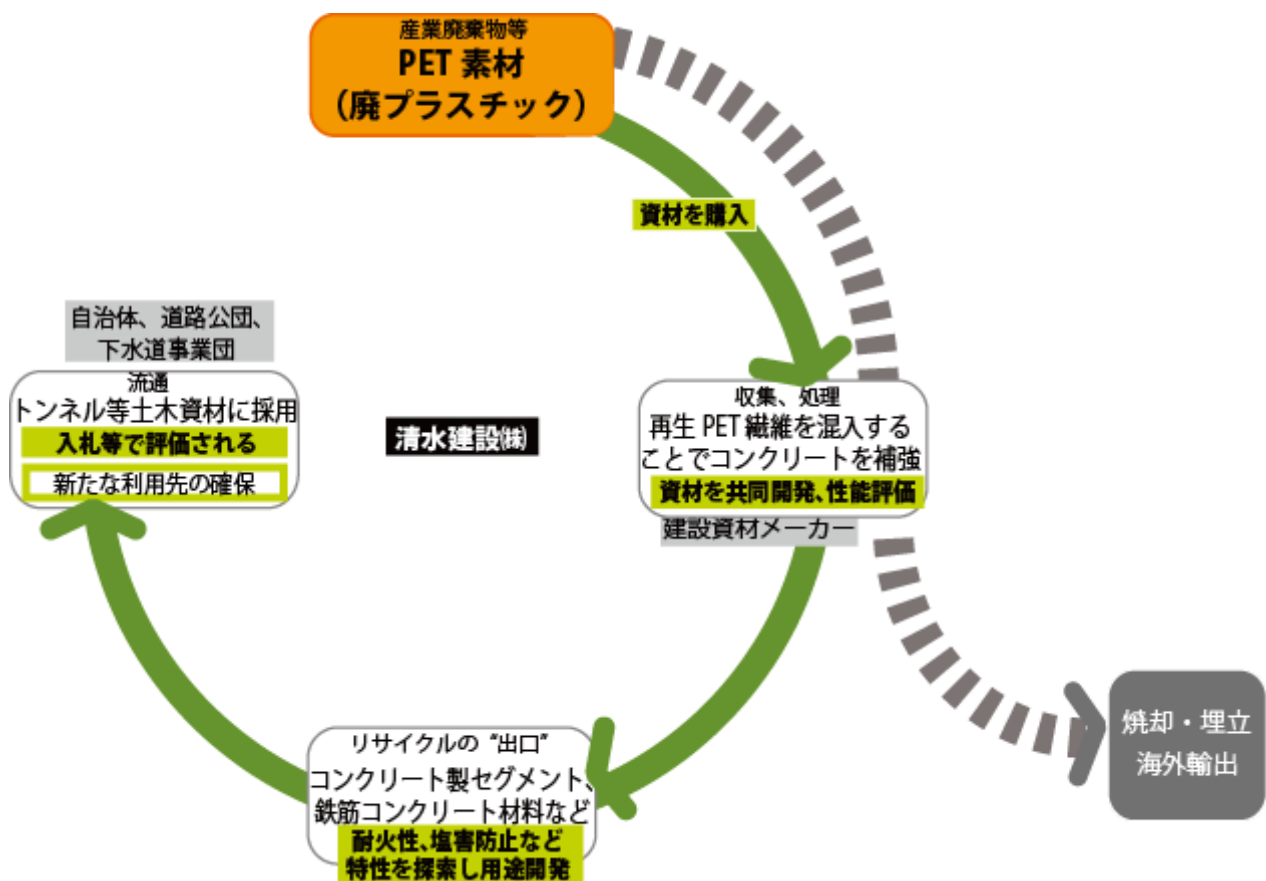 産業廃棄物等
PET 素材
（廃プラスチック）
資材を購入
自治体、道路公団、
下水道事業団
流通
トンネル等土木資材に採用
入札等で評価される
新たな利用先の確保
清水建設㈱
収集、処理
再生 PET 繊維を混入する
ことでコンクリートを補強
資材を共同開発、性能評価
建設資材メーカー
リサイクルの “出口”
コンクリート製セグメント、
鉄筋コンクリート材料など
耐火性、塩害防止など
特性を探索し用途開発
焼却・埋立
海外輸出